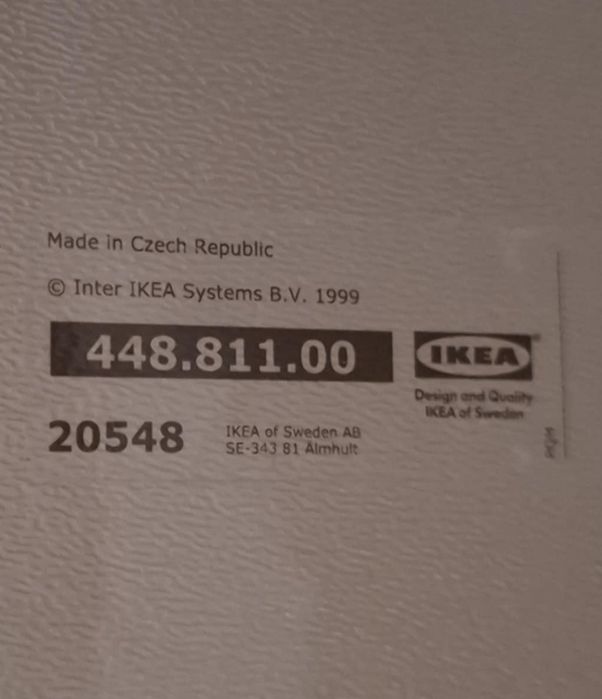 Made in Czech Republic
© Inter IKEA Systems B.V. 1999
448.811.00
IKEA
Design and Quality
IKEA of Sweden
20548
IKEA of Sweden AB
SE-343 81 Älmhult